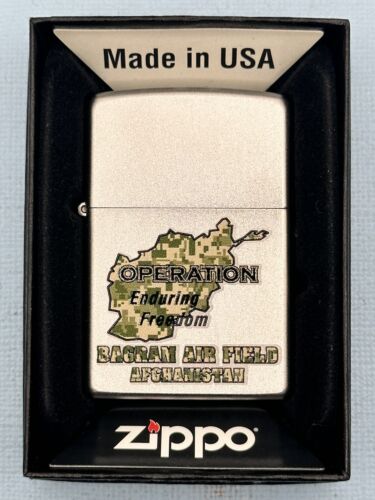 Made in USA
OPERATION
Enduring
Freedom
BAGRAM AIR FIELD
AFGHANISTAN
zippo